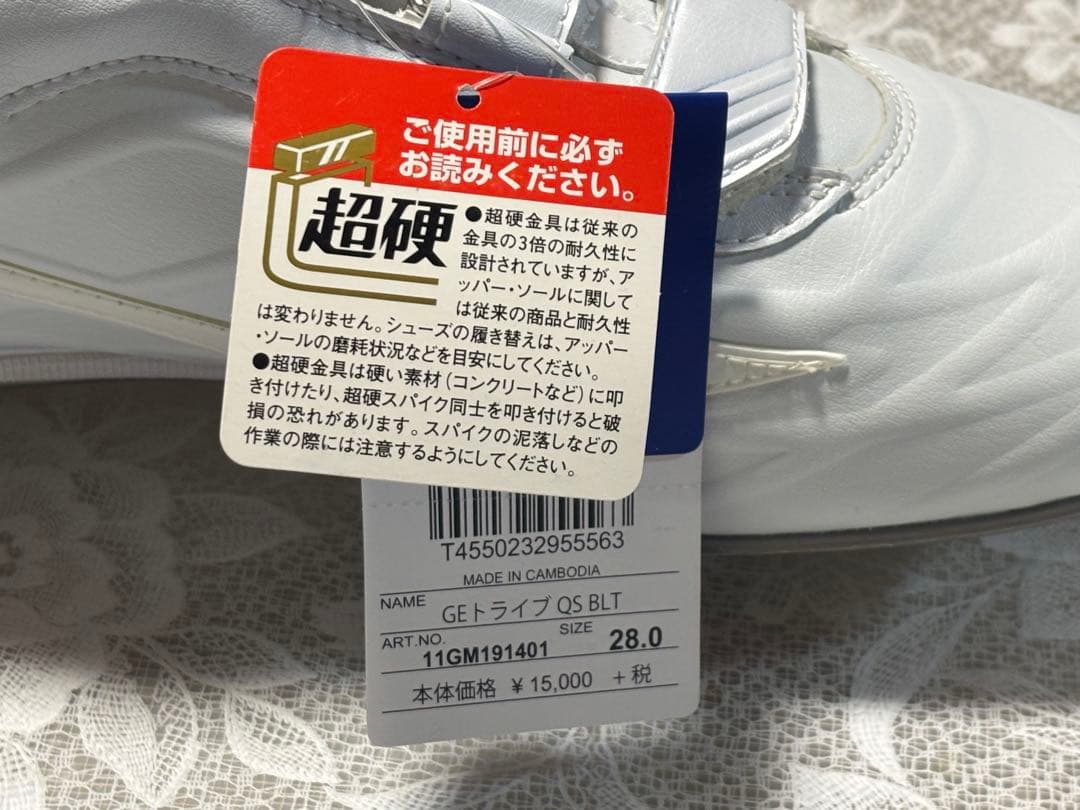 ご使用前に必ず
お読みください。
超硬
●超硬金具は従来の
金具の3倍の耐久性に
設計されていますが、ア
ッパー・ソールに関して
は従来の商品と耐久性
は変わりません。シューズの履き替えは、アッパー
・ソールの磨耗状況などを目安にしてください。
●超硬金具は硬い素材(コンクリートなど)に叩
き付けたり、超硬スパイク同士を叩き付けると破
損の恐れがあります。スパイクの泥落しなどの
作業の際には注意するようにしてください。
T4550232955563
MADE IN CAMBODIA
NAME GEトライブ QS BLT
ART.NO. 11GM191401 SIZE 28.0
本体価格 ¥15,000 +税